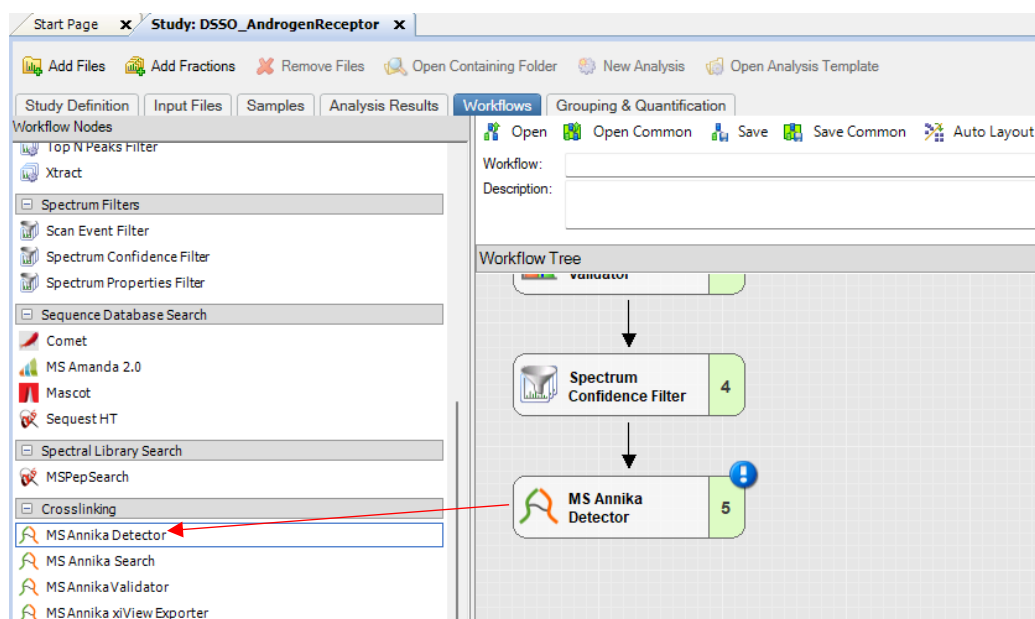 Start Page x Study: DSSO_AndrogenReceptor x
Add Files Add Fractions Remove Files Open Containing Folder New Analysis Open Analysis Template
Study Definition Input Files Samples Analysis Results Workflows Grouping & Quantification
Workflow Nodes
Top N Peaks Filter
Xtract
Spectrum Filters
Scan Event Filter
Spectrum Confidence Filter
Spectrum Properties Filter
Sequence Database Search
Comet
MS Amanda 2.0
Mascot
Sequest HT
Spectral Library Search
MSPepSearch
Crosslinking
MS Annika Detector
MS Annika Search
MS Annika Validator
MS Annika xiView Exporter
Open Open Common Save Save Common Auto Layout
Workflow:
Description:
Workflow Tree
Validator
Spectrum
Confidence Filter
4
MS Annika
Detector
5